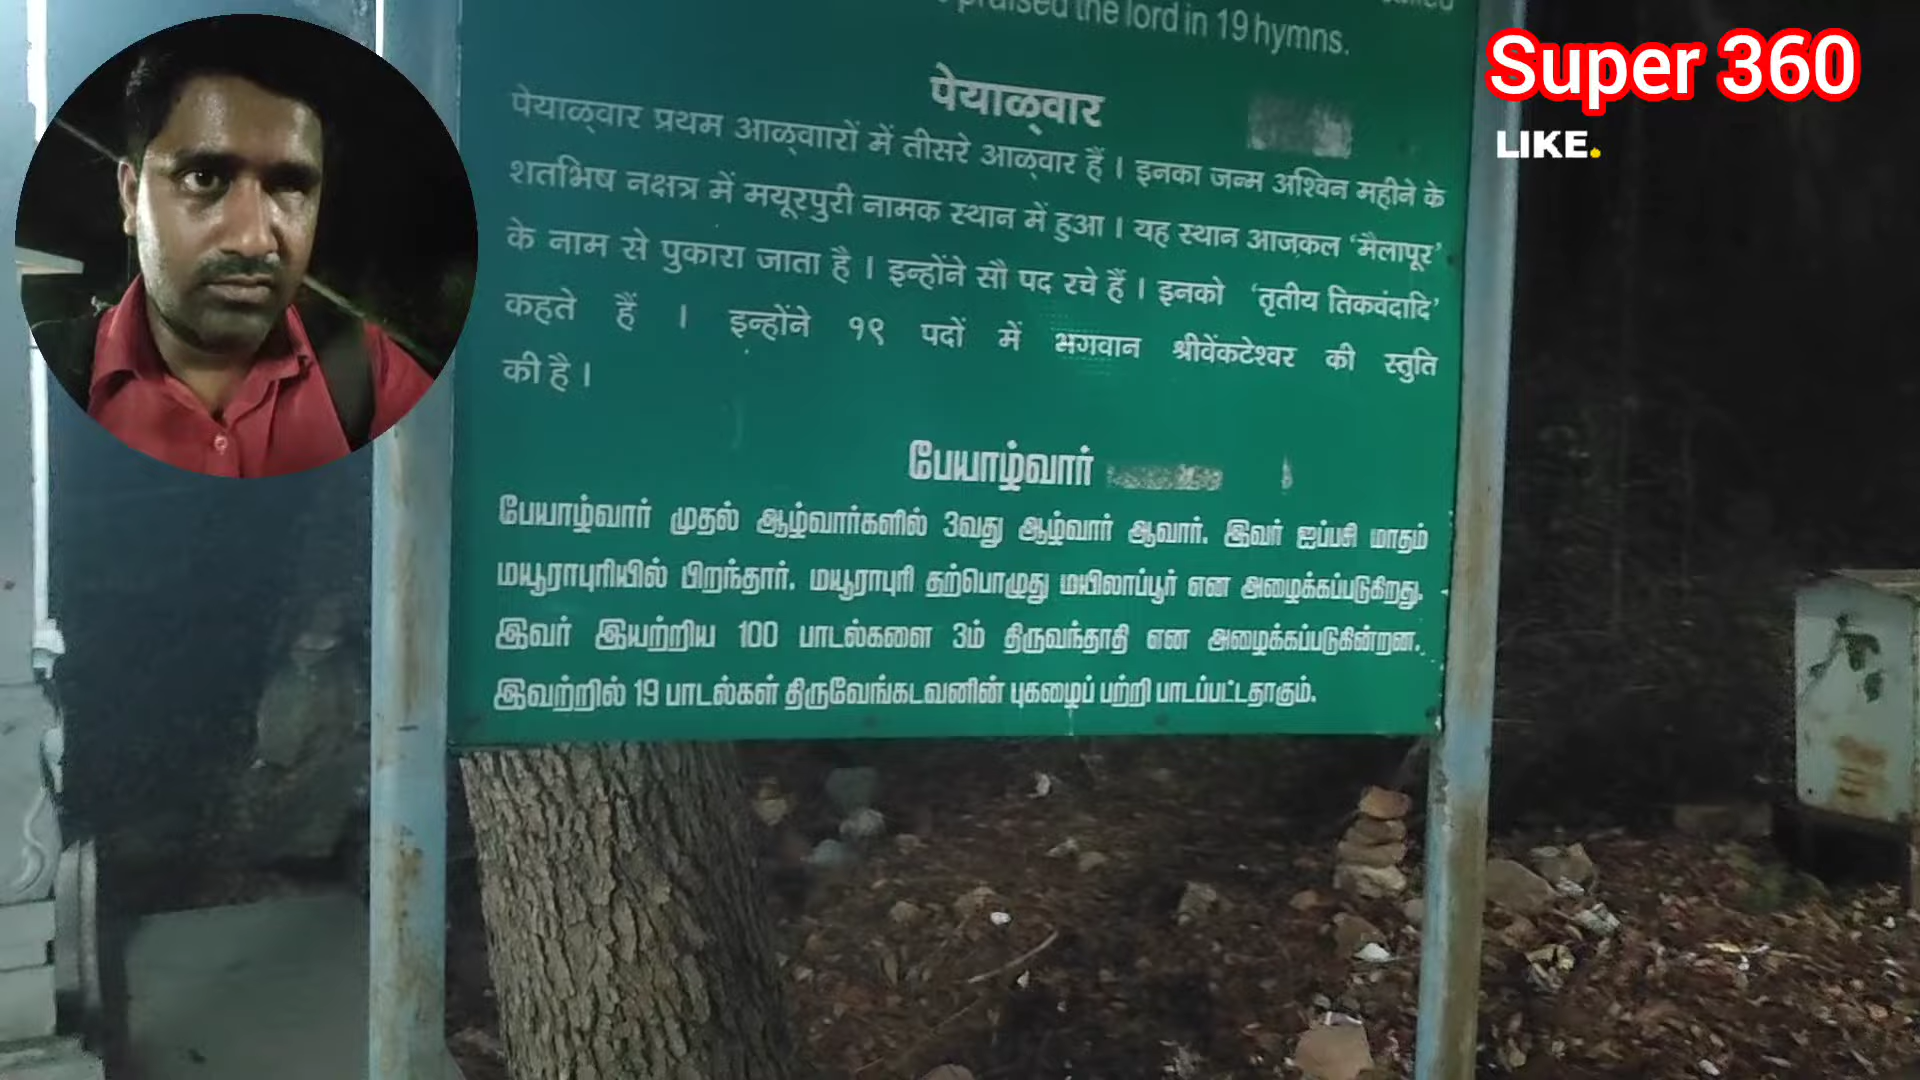 praised the lord in 19 hymns.
Super 360
LIKE.
पेयाळ्वार
पेयाळ्वार प्रथम आळ्वाारों में तीसरे आळ्वार हैं । इनका जन्म अश्विन महीने के
शतभिष नक्षत्र में मयूरपुरी नामक स्थान में हुआ । यह स्थान आजकल ‘मैलापूर’
के नाम से पुकारा जाता है । इन्होंने सौ पद रचे हैं । इनको ‘तृतीय तिकवंदादि’
कहते हैं । इन्होंने १९ पदों में भगवान श्रीवेंकटेश्वर की स्तुति
की है ।
பேயாழ்வார்
பேயாழ்வார் முதல் ஆழ்வார்களில் 3வது ஆழ்வார் ஆவார். இவர் ஐப்பசி மாதம்
மயூராபுரியில் பிறந்தார். மயூராபுரி தற்பொழுது மயிலாப்பூர் என அழைக்கப்படுகிறது.
இவர் இயற்றிய 100 பாடல்களை 3ம் திருவந்தாதி என அழைக்கப்படுகின்றன.
இவற்றில் 19 பாடல்கள் திருவேங்கடவனின் புகழைப் பற்றி பாடப்பட்டதாகும்.